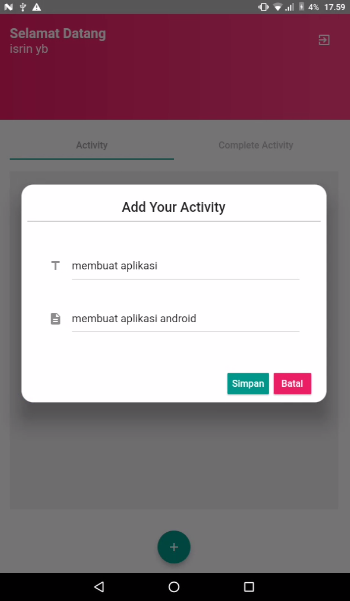 4% 17.59
Selamat Datang
isrin yb
Activity
Complete Activity
Add Your Activity
membuat aplikasi
membuat aplikasi android
Simpan
Batal